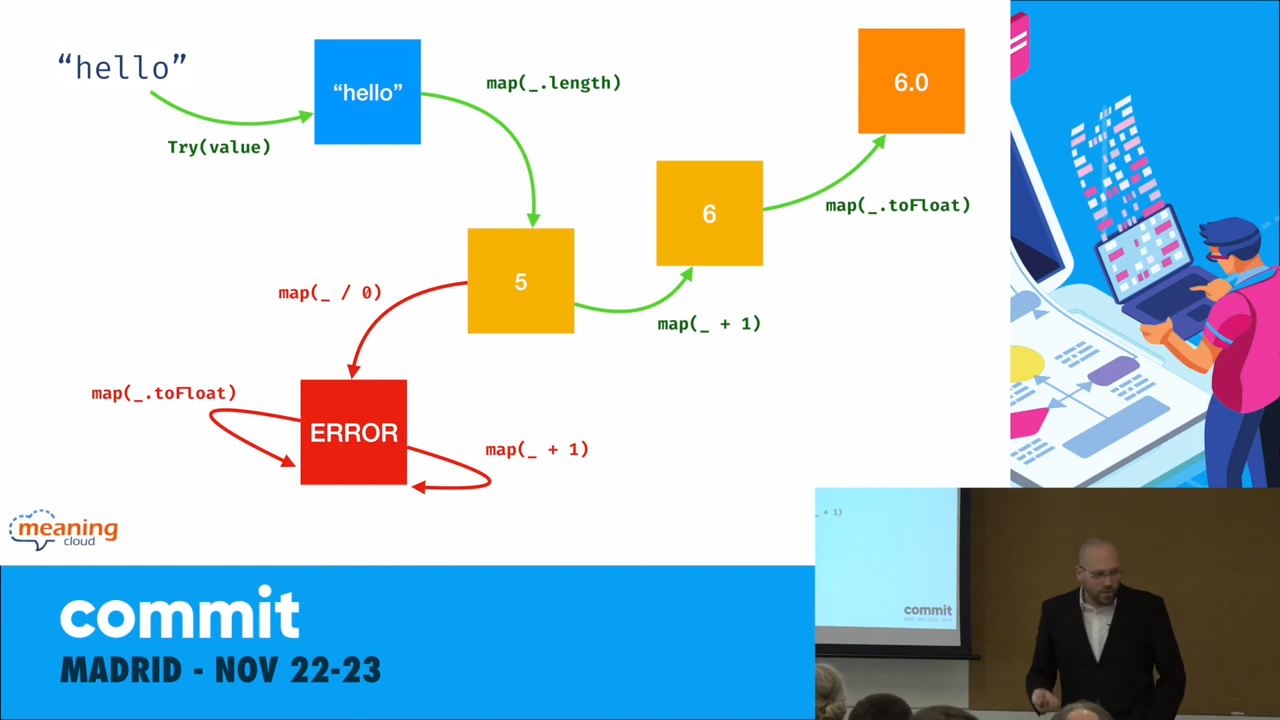 “hello”
Try(value)
“hello”
map(_.length)
6.0
6
map(_.toFloat)
5
map(_ / 0)
map(_ + 1)
map(_.toFloat)
ERROR
map(_ + 1)
meaning
cloud
commit
MADRID - NOV 22-23
_ + 1)
commit